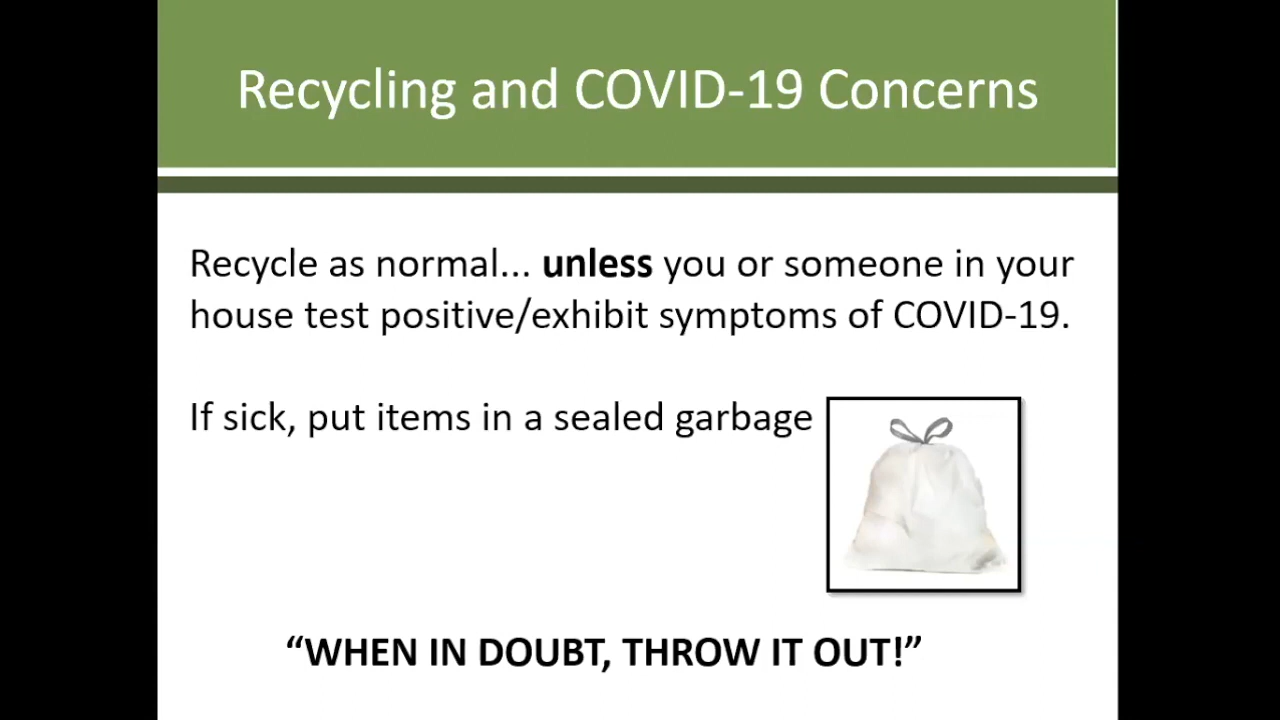 Recycling and COVID-19 Concerns
Recycle as normal... unless you or someone in your
house test positive/exhibit symptoms of COVID-19.
If sick, put items in a sealed garbage
“WHEN IN DOUBT, THROW IT OUT!”